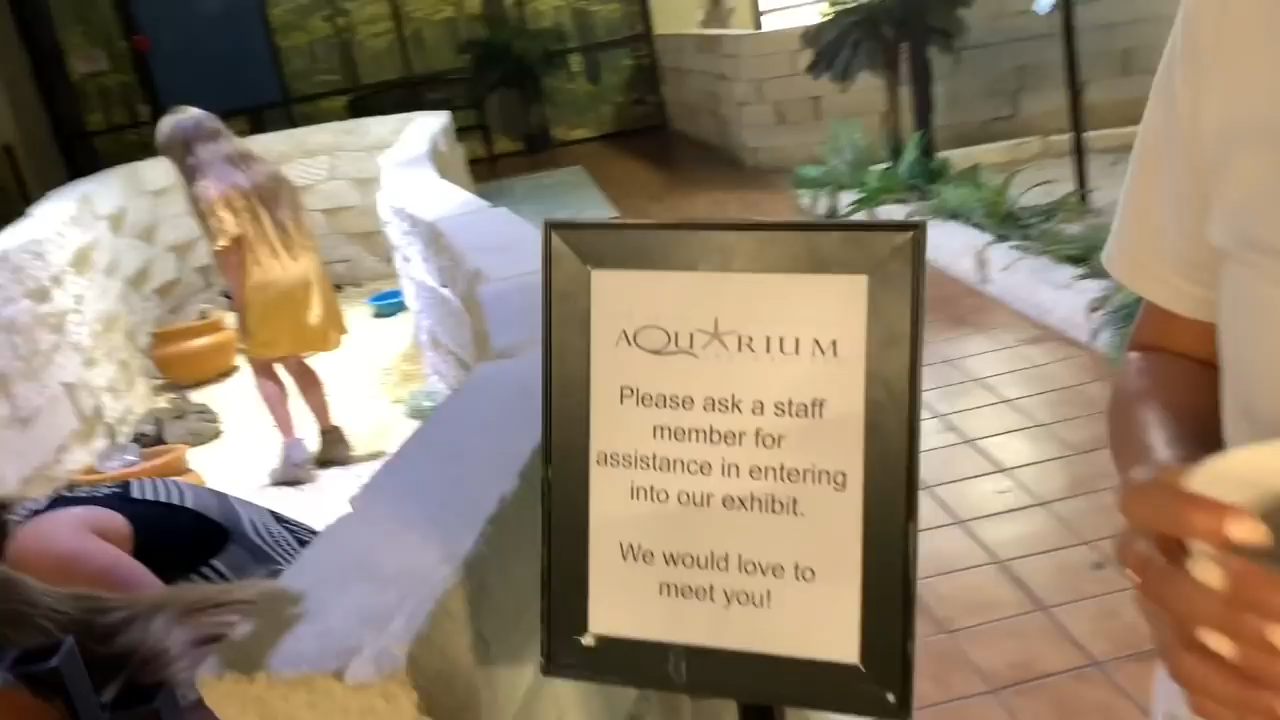 AQUARIUM
Please ask a staff
member for
assistance in entering
into our exhibit.
We would love to
meet you!